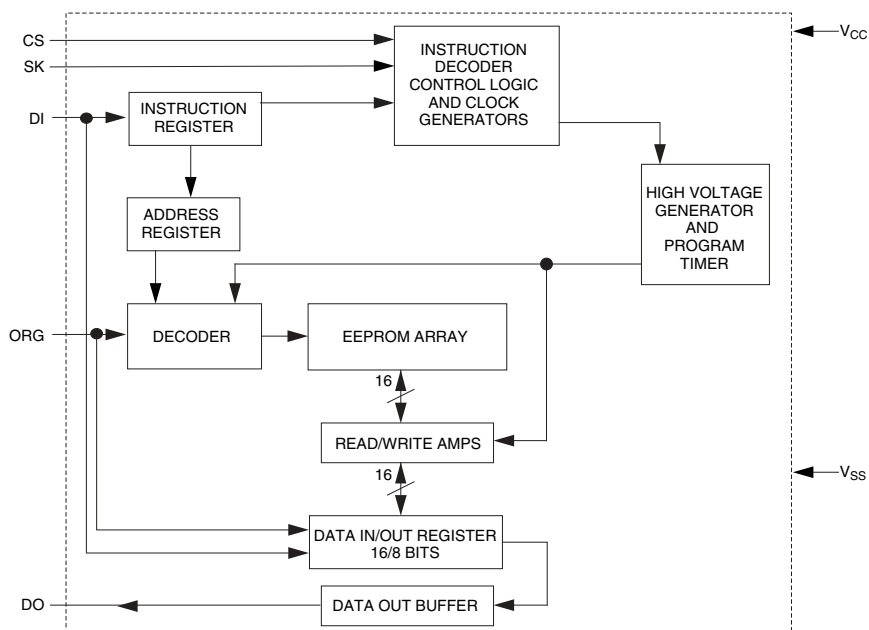 CS
SK
DI
ORG
DO
INSTRUCTION
DECODER
CONTROL LOGIC
AND CLOCK
GENERATORS
V_CC
INSTRUCTION
REGISTER
HIGH VOLTAGE
GENERATOR
AND
PROGRAM
TIMER
ADDRESS
REGISTER
DECODER
EEPROM ARRAY
16
READ/WRITE AMPS
16
V_SS
DATA IN/OUT REGISTER
16/8 BITS
DATA OUT BUFFER